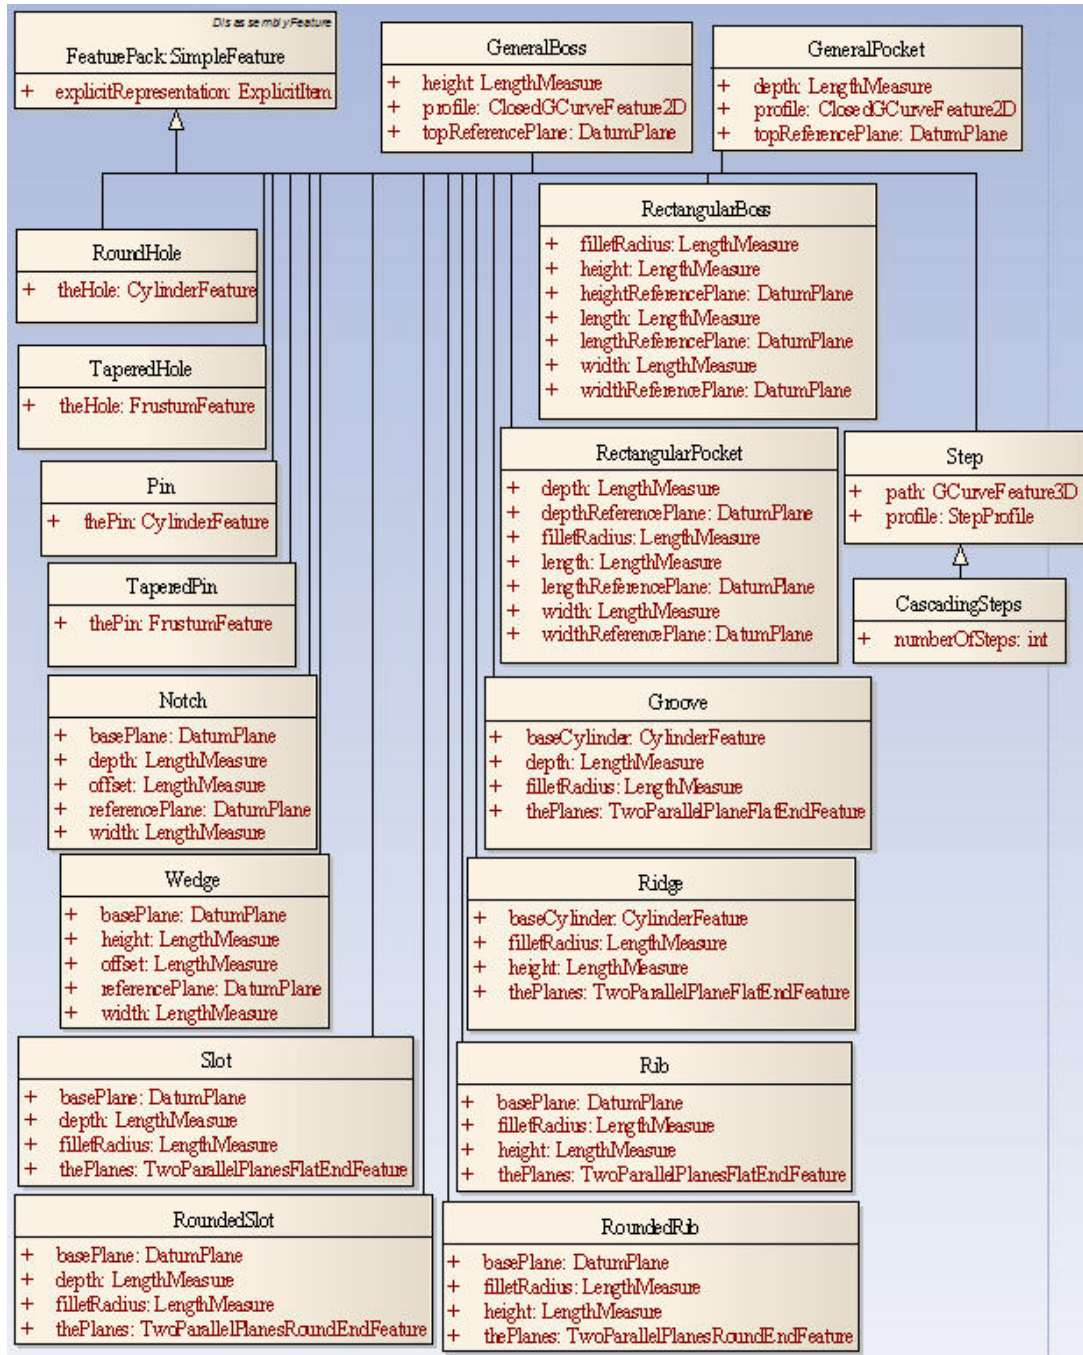 DisassemblyFeature
FeaturePack:SimpleFeature
+ explicitRepresentation: ExplicitItem
GeneralBoss
+ height: LengthMeasure
+ profile: ClosedGCurveFeature2D
+ topReferencePlane: DatumPlane
GeneralPocket
+ depth: LengthMeasure
+ profile: ClosedGCurveFeature2D
+ topReferencePlane: DatumPlane
RoundHole
+ theHole: CylinderFeature
TaperedHole
+ theHole: FrustumFeature
Pin
+ thePin: CylinderFeature
TaperedPin
+ thePin: FrustumFeature
Notch
+ basePlane: DatumPlane
+ depth: LengthMeasure
+ offset: LengthMeasure
+ referencePlane: DatumPlane
+ width: LengthMeasure
Wedge
+ basePlane: DatumPlane
+ height: LengthMeasure
+ offset: LengthMeasure
+ referencePlane: DatumPlane
+ width: LengthMeasure
Slot
+ basePlane: DatumPlane
+ depth: LengthMeasure
+ filletRadius: LengthMeasure
+ thePlanes: TwoParallelPlanesFlatEndFeature
RoundedSlot
+ basePlane: DatumPlane
+ depth: LengthMeasure
+ filletRadius: LengthMeasure
+ thePlanes: TwoParallelPlanesRoundEndFeature
RectangularBoss
+ filletRadius: LengthMeasure
+ height: LengthMeasure
+ heightReferencePlane: DatumPlane
+ length: LengthMeasure
+ lengthReferencePlane: DatumPlane
+ width: LengthMeasure
+ widthReferencePlane: DatumPlane
RectangularPocket
+ depth: LengthMeasure
+ depthReferencePlane: DatumPlane
+ filletRadius: LengthMeasure
+ length: LengthMeasure
+ lengthReferencePlane: DatumPlane
+ width: LengthMeasure
+ widthReferencePlane: DatumPlane
Step
+ path: GCurveFeature3D
+ profile: StepProfile
CascadingSteps
+ numberOfSteps: int
Groove
+ baseCylinder: CylinderFeature
+ depth: LengthMeasure
+ filletRadius: LengthMeasure
+ thePlanes: TwoParallelPlaneFlatEndFeature
Ridge
+ baseCylinder: CylinderFeature
+ filletRadius: LengthMeasure
+ height: LengthMeasure
+ thePlanes: TwoParallelPlaneFlatEndFeature
Rib
+ basePlane: DatumPlane
+ filletRadius: LengthMeasure
+ height: LengthMeasure
+ thePlanes: TwoParallelPlanesFlatEndFeature
RoundedRib
+ basePlane: DatumPlane
+ filletRadius: LengthMeasure
+ height: LengthMeasure
+ thePlanes: TwoParallelPlanesRoundEndFeature